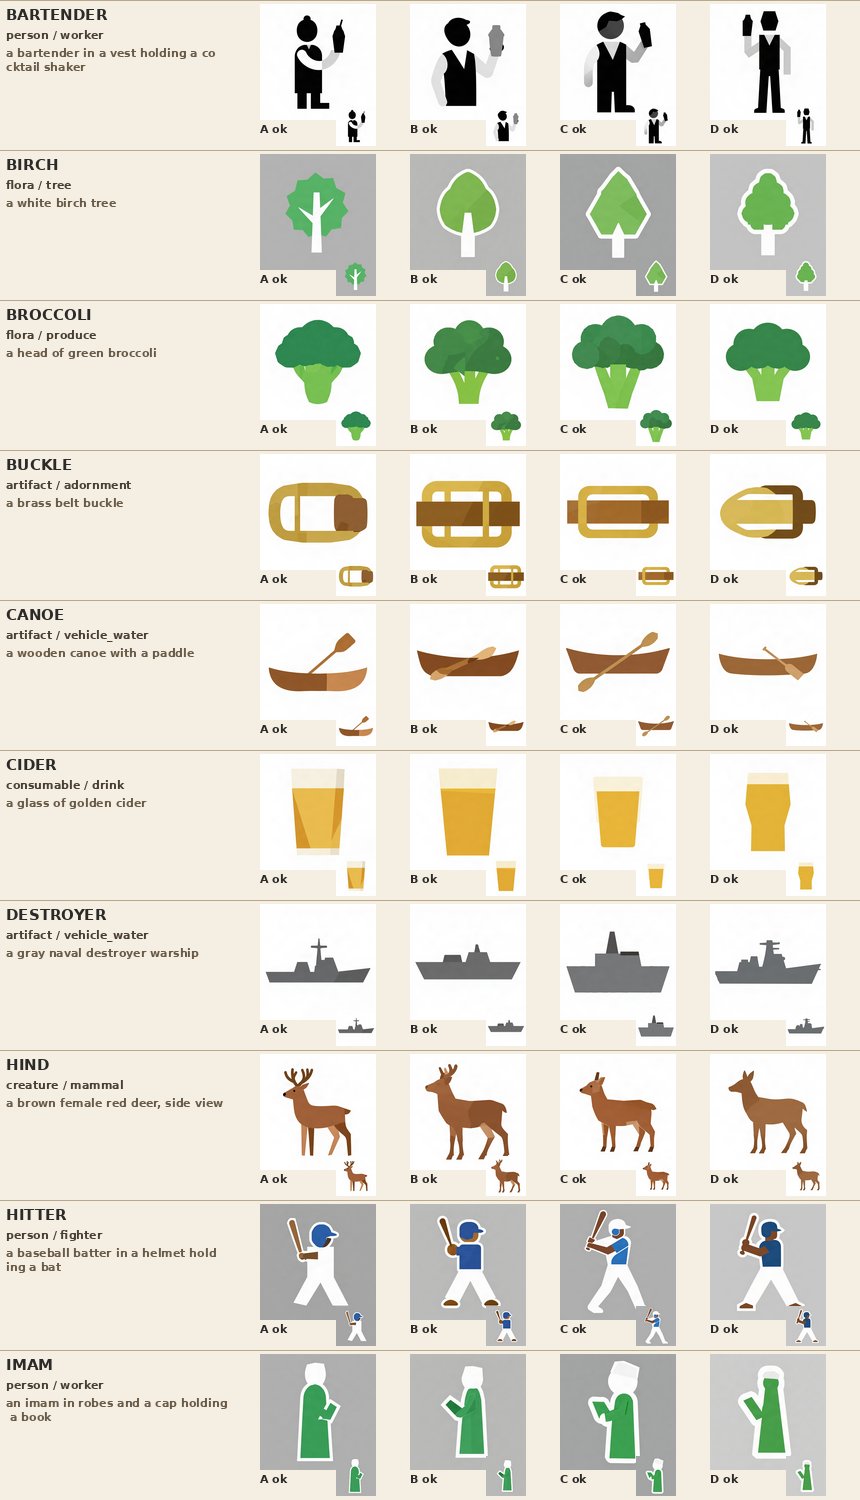 BARTENDER
person / worker
a bartender in a vest holding a co
cktail shaker
A ok
B ok
C ok
D ok
BIRCH
flora / tree
a white birch tree
A ok
B ok
C ok
D ok
BROCCOLI
flora / produce
a head of green broccoli
A ok
B ok
C ok
D ok
BUCKLE
artifact / adornment
a brass belt buckle
A ok
B ok
C ok
D ok
CANOE
artifact / vehicle_water
a wooden canoe with a paddle
A ok
B ok
C ok
D ok
CIDER
consumable / drink
a glass of golden cider
A ok
B ok
C ok
D ok
DESTROYER
artifact / vehicle_water
a gray naval destroyer warship
A ok
B ok
C ok
D ok
HIND
creature / mammal
a brown female red deer, side view
A ok
B ok
C ok
D ok
HITTER
person / fighter
a baseball batter in a helmet hold
ing a bat
A ok
B ok
C ok
D ok
IMAM
person / worker
an imam in robes and a cap holding
a book
A ok
B ok
C ok
D ok